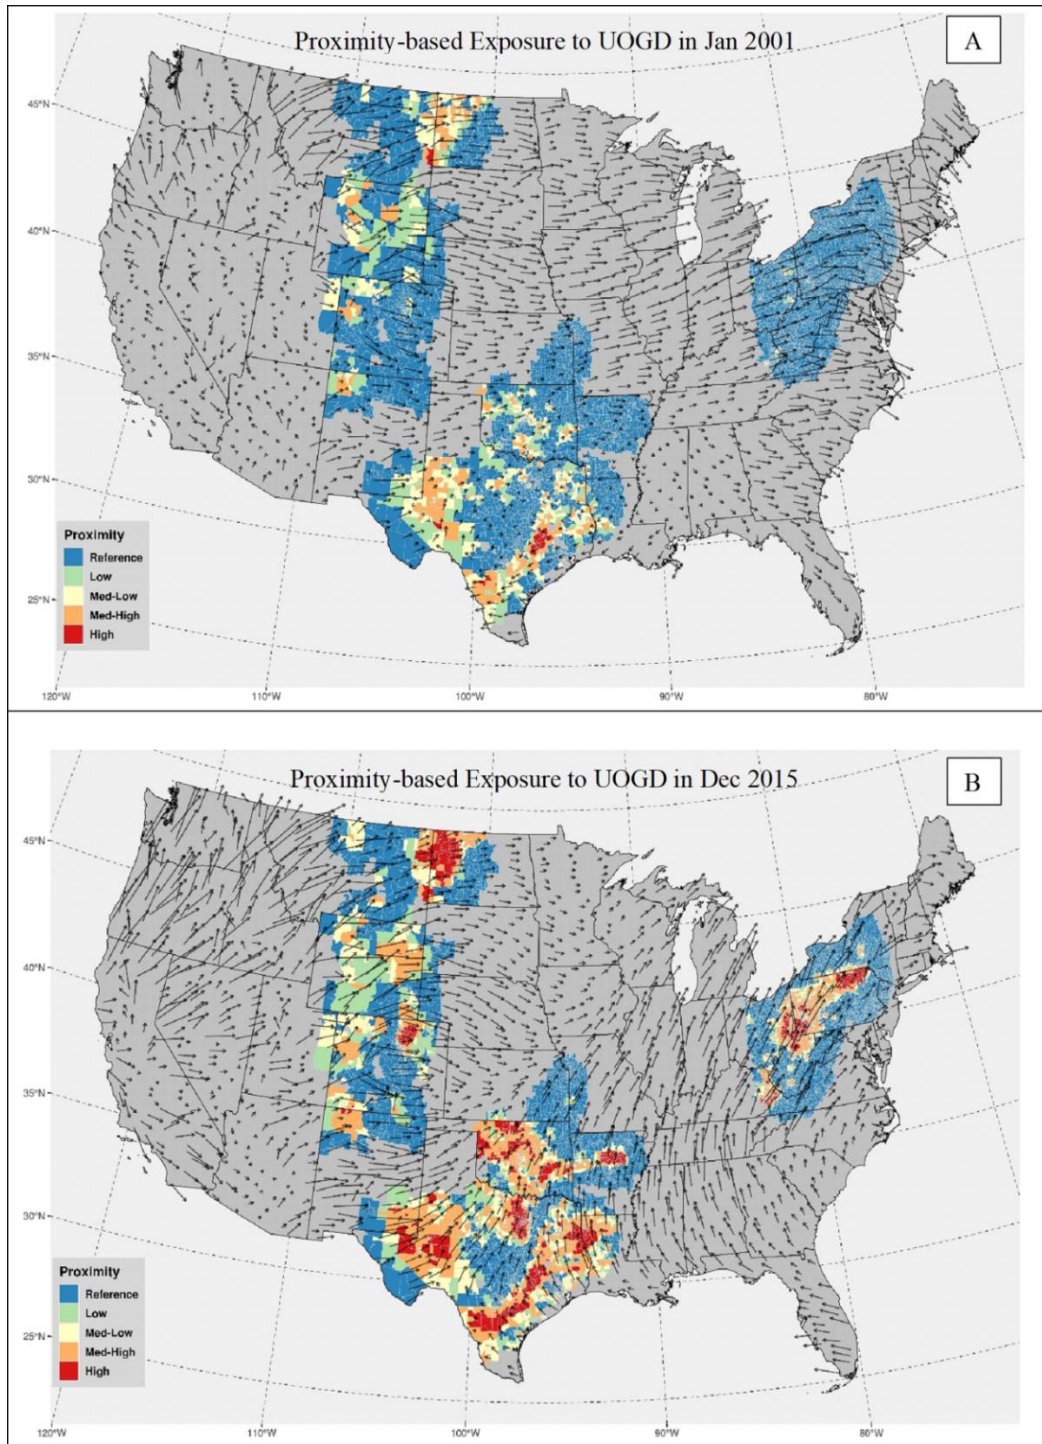 Proximity-based Exposure to UOGD in Jan 2001
A
45°N
40°N
35°N
30°N
25°N
Proximity
Reference
Low
Med-Low
Med-High
High
120°W
110°W
100°W
90°W
80°W
Proximity-based Exposure to UOGD in Dec 2015
B
45°N
40°N
35°N
30°N
25°N
Proximity
Reference
Low
Med-Low
Med-High
High
120°W
110°W
100°W
90°W
80°W